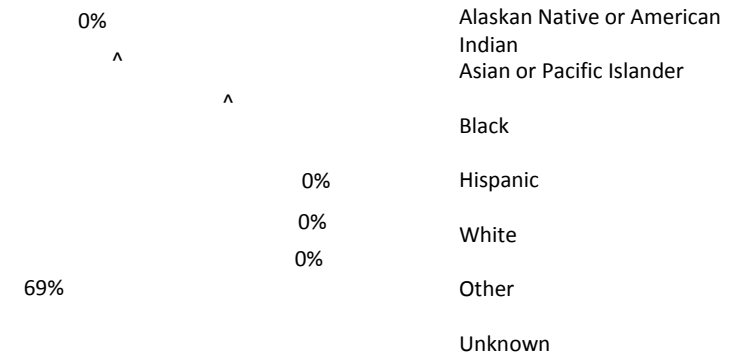 0%
^
^
0%
0%
0%
69%
Alaskan Native or American
Indian
Asian or Pacific Islander
Black
Hispanic
White
Other
Unknown